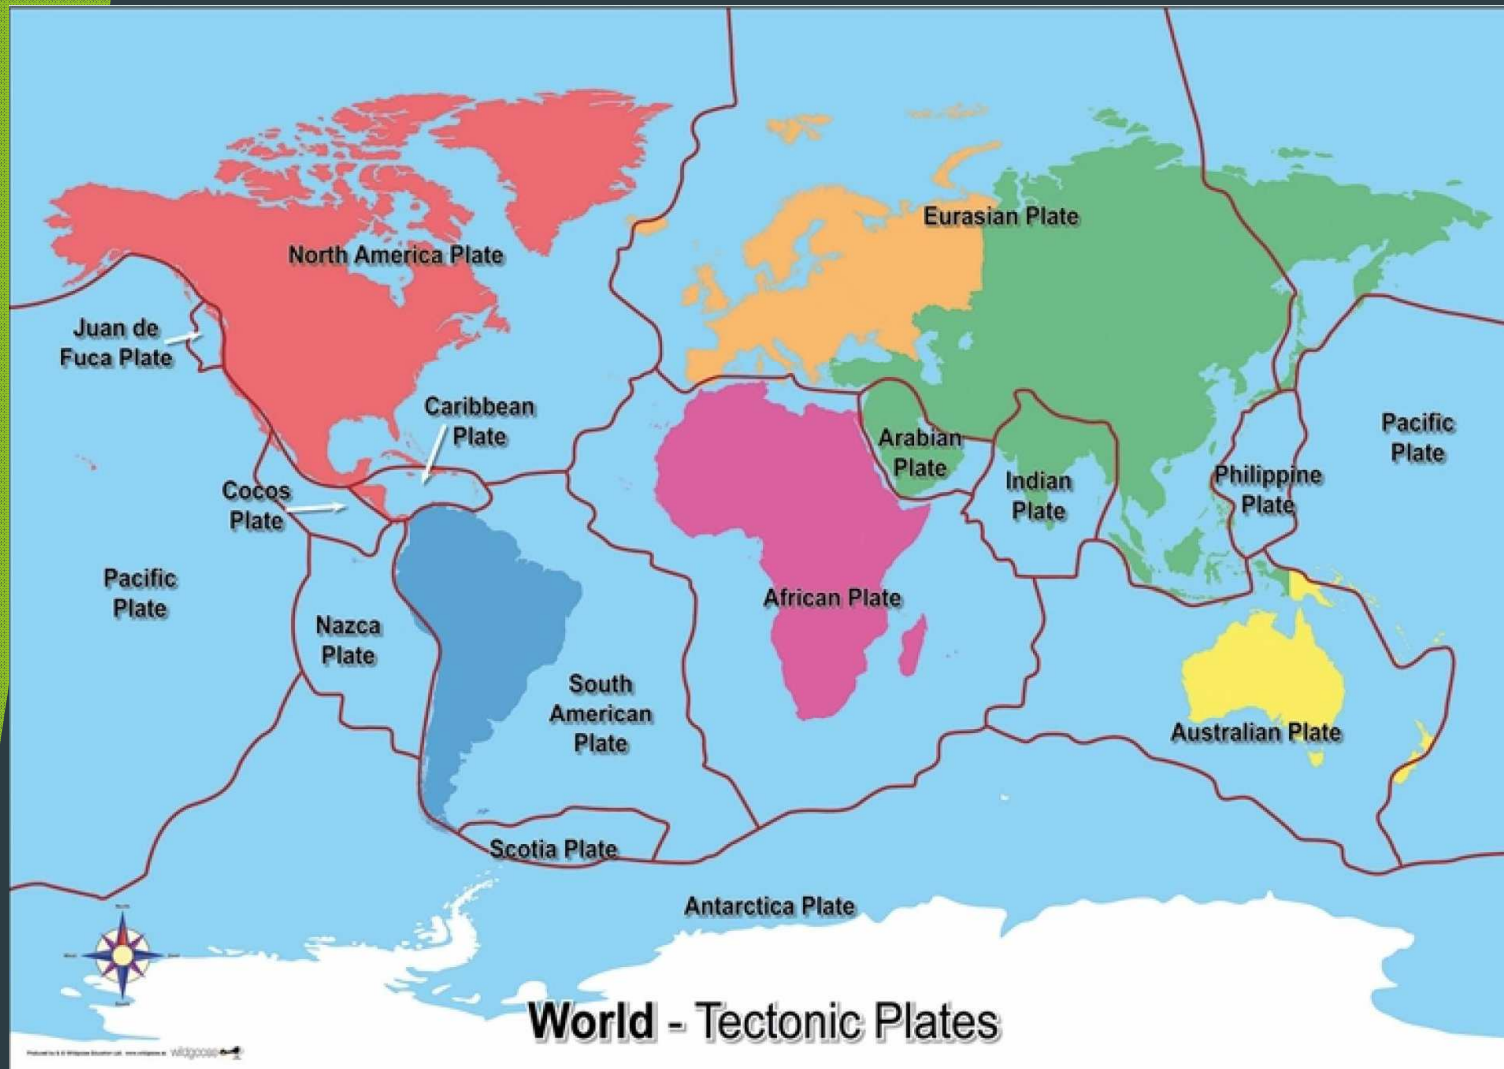 Eurasian Plate
North America Plate
Juan de
Fuca Plate
Caribbean
Plate
Pacific
Plate
Arabian
Plate
Indian
Plate
Philippine
Plate
Cocos
Plate
Pacific
Plate
African Plate
Nazca
Plate
South
American
Plate
Australian Plate
Scotia Plate
Antarctica Plate
World - Tectonic Plates
wildgoose